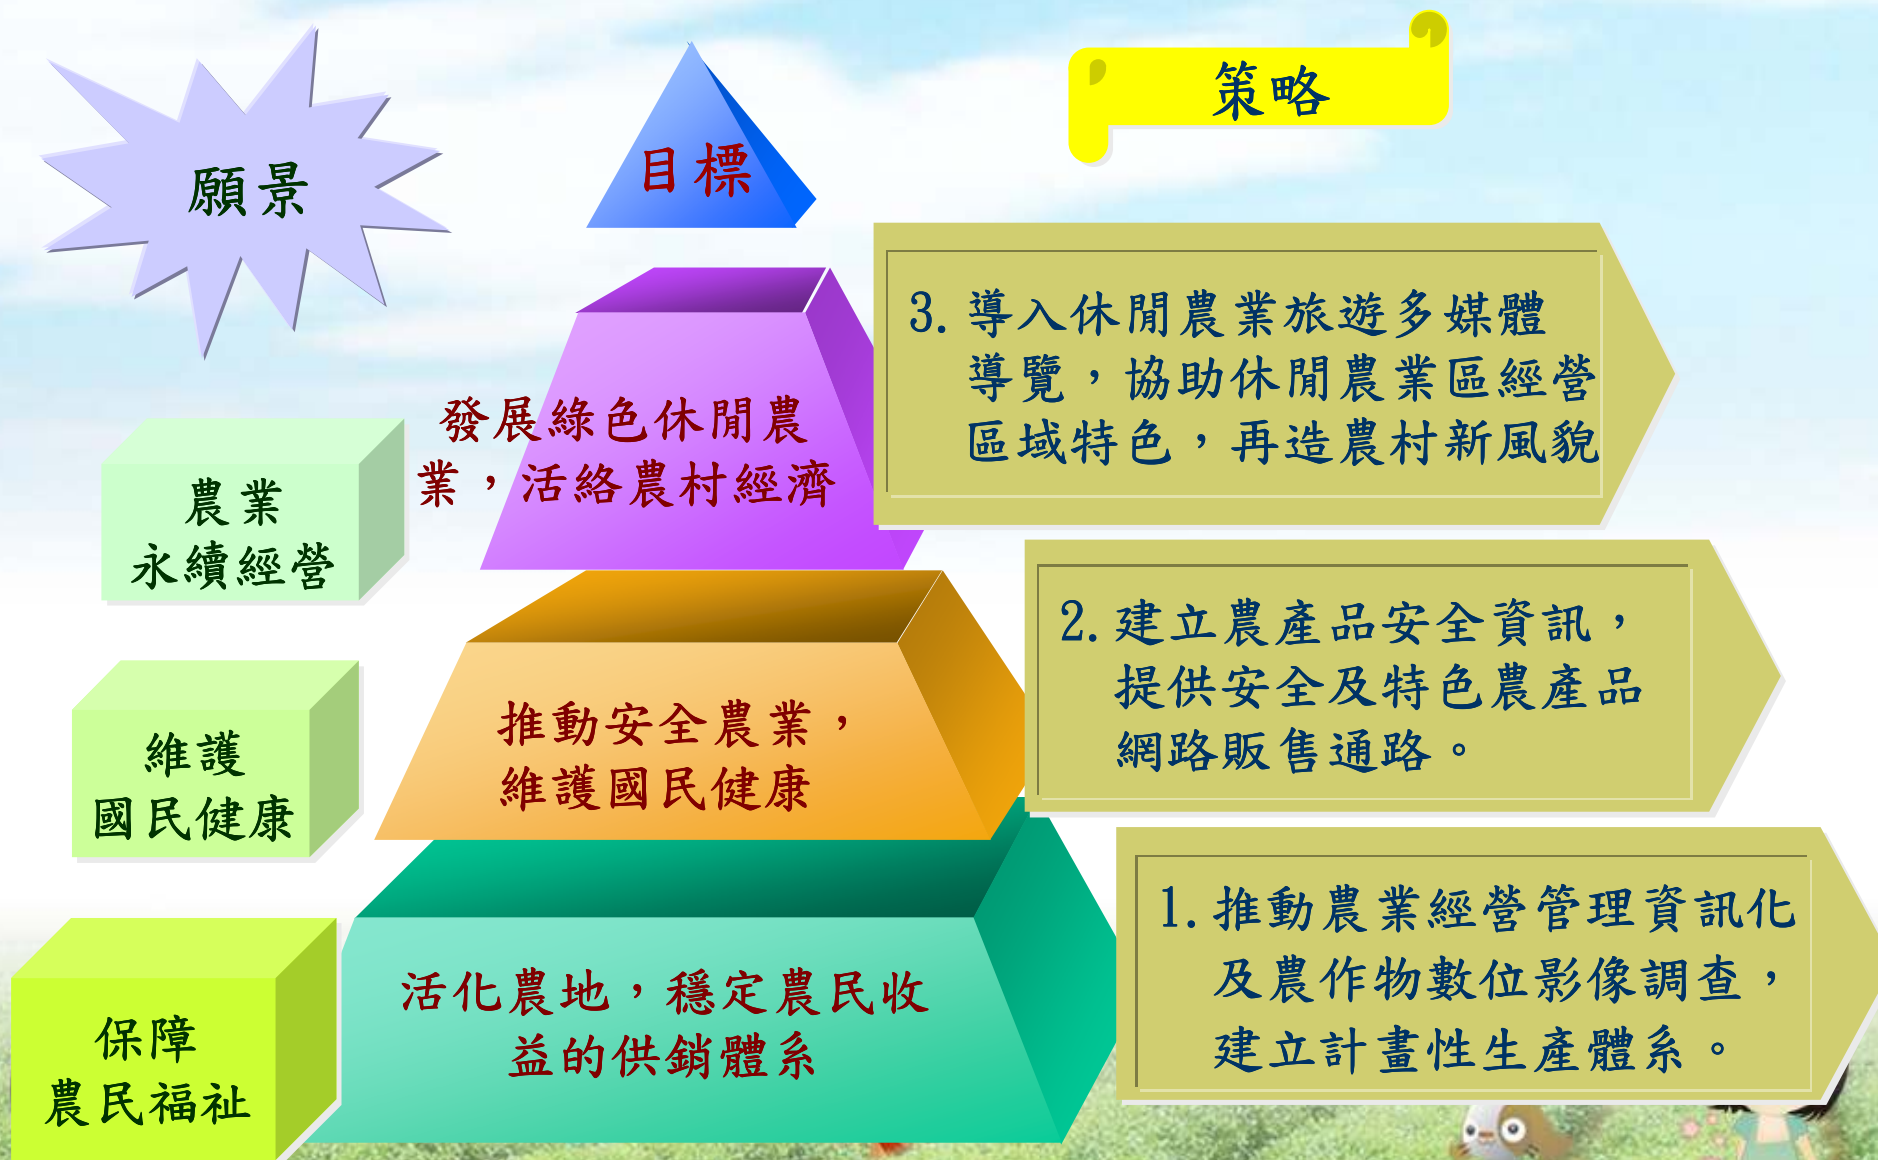 願景
目標
策略
農業
永續經營
發展綠色休閒農
業，活絡農村經濟
3. 導入休閒農業旅遊多媒體
導覽，協助休閒農業區經營
區域特色，再造農村新風貌
維護
國民健康
推動安全農業，
維護國民健康
2. 建立農產品安全資訊，
提供安全及特色農產品
網路販售通路。
保障
農民福祉
活化農地，穩定農民收
益的供銷體系
1. 推動農業經營管理資訊化
及農作物數位影像調查，
建立計畫性生產體系。